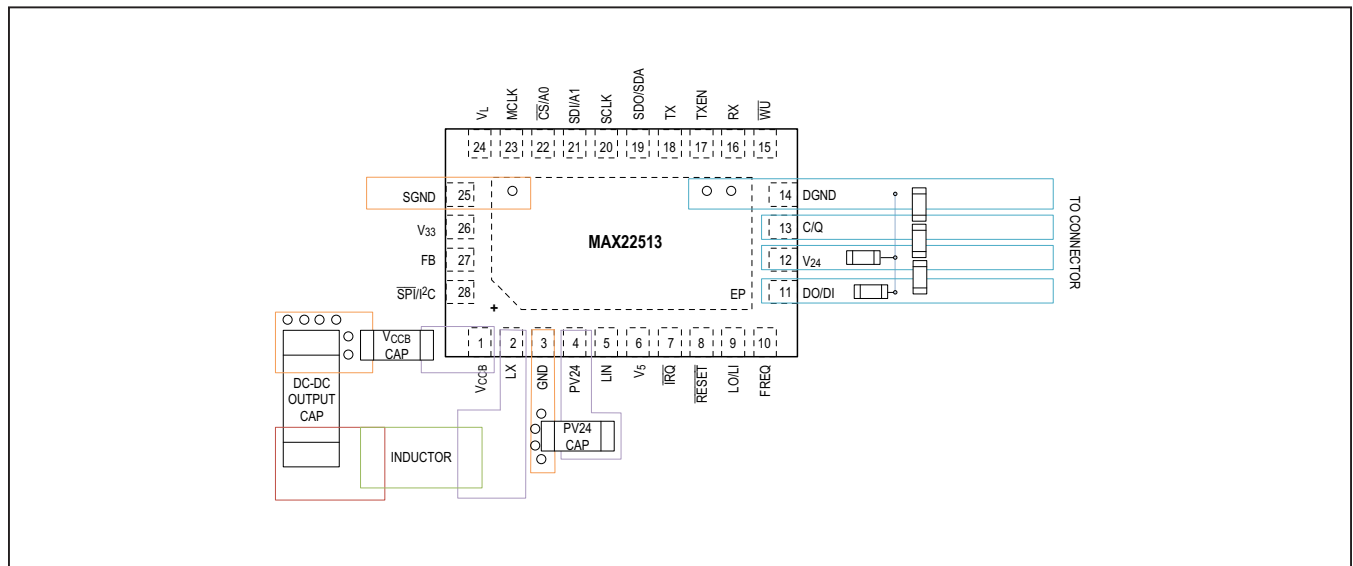 VL
MCLK
CS/A0
SDI/A1
SCLK
SDO/SDA
TX
TXEN
RX
WU
24
23
22
21
20
19
18
17
16
15
SGND
25
14
DGND
V33
26
MAX22513
13
C/Q
FB
27
12
V24
SPI/I2C
28
EP
11
DO/DI
TO CONNECTOR
+
1
2
3
4
5
6
7
8
9
10
VCCB
LX
GND
PV24
LIN
V5
IRQ
RESET
LO/LI
FREQ
VCCB
CAP
DC-DC
OUTPUT
CAP
INDUCTOR
PV24
CAP